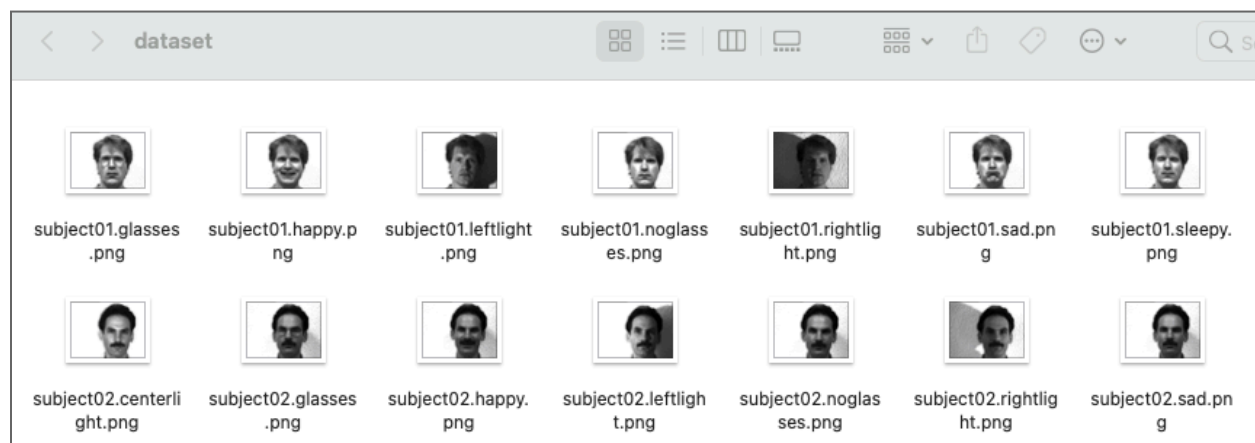 dataset
S
subject01.glasses subject01.happy.p subject01.leftlight subject01.noglass subject01.rightlig subject01.sad.pn subject01.sleepy.
.png ng .png es.png ht.png g png
subject02.centerli subject02.glasses subject02.happy. subject02.leftligh subject02.noglas subject02.rightlig subject02.sad.pn
ght.png .png png t.png ses.png ht.png g